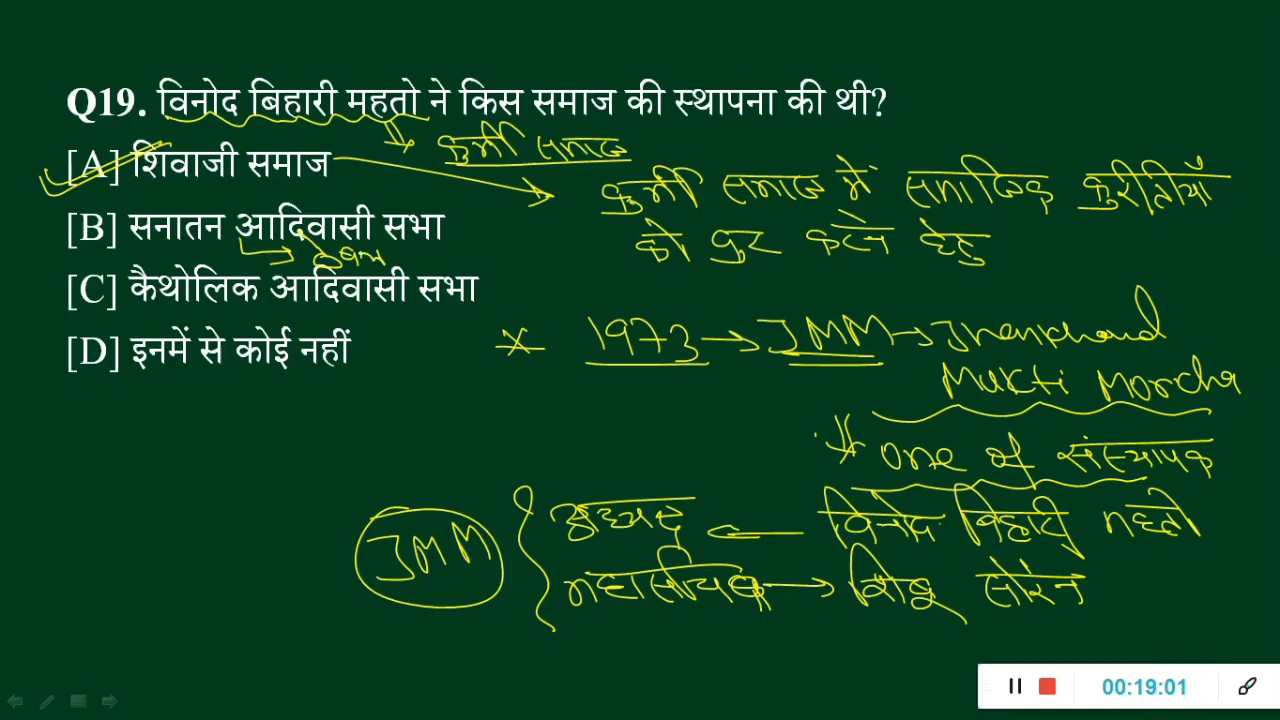 Q19. विनोद बिहारी महतो ने किस समाज की स्थापना की थी?
कुर्मी समाज
[A] शिवाजी समाज
कुर्मी समाज में सामाजिक कुरीतियाँ
को दूर करने हेतु
[B] सनातन आदिवासी सभा
[C] कैथोलिक आदिवासी सभा
1973 → JMM → Jharkhand
Mukti Morcha
[D] इनमें से कोई नहीं
one of संस्थापक
JMM
अध्यक्ष ← विनोद बिहारी महतो
महासचिव → शिबू सोरेन
00:19:01